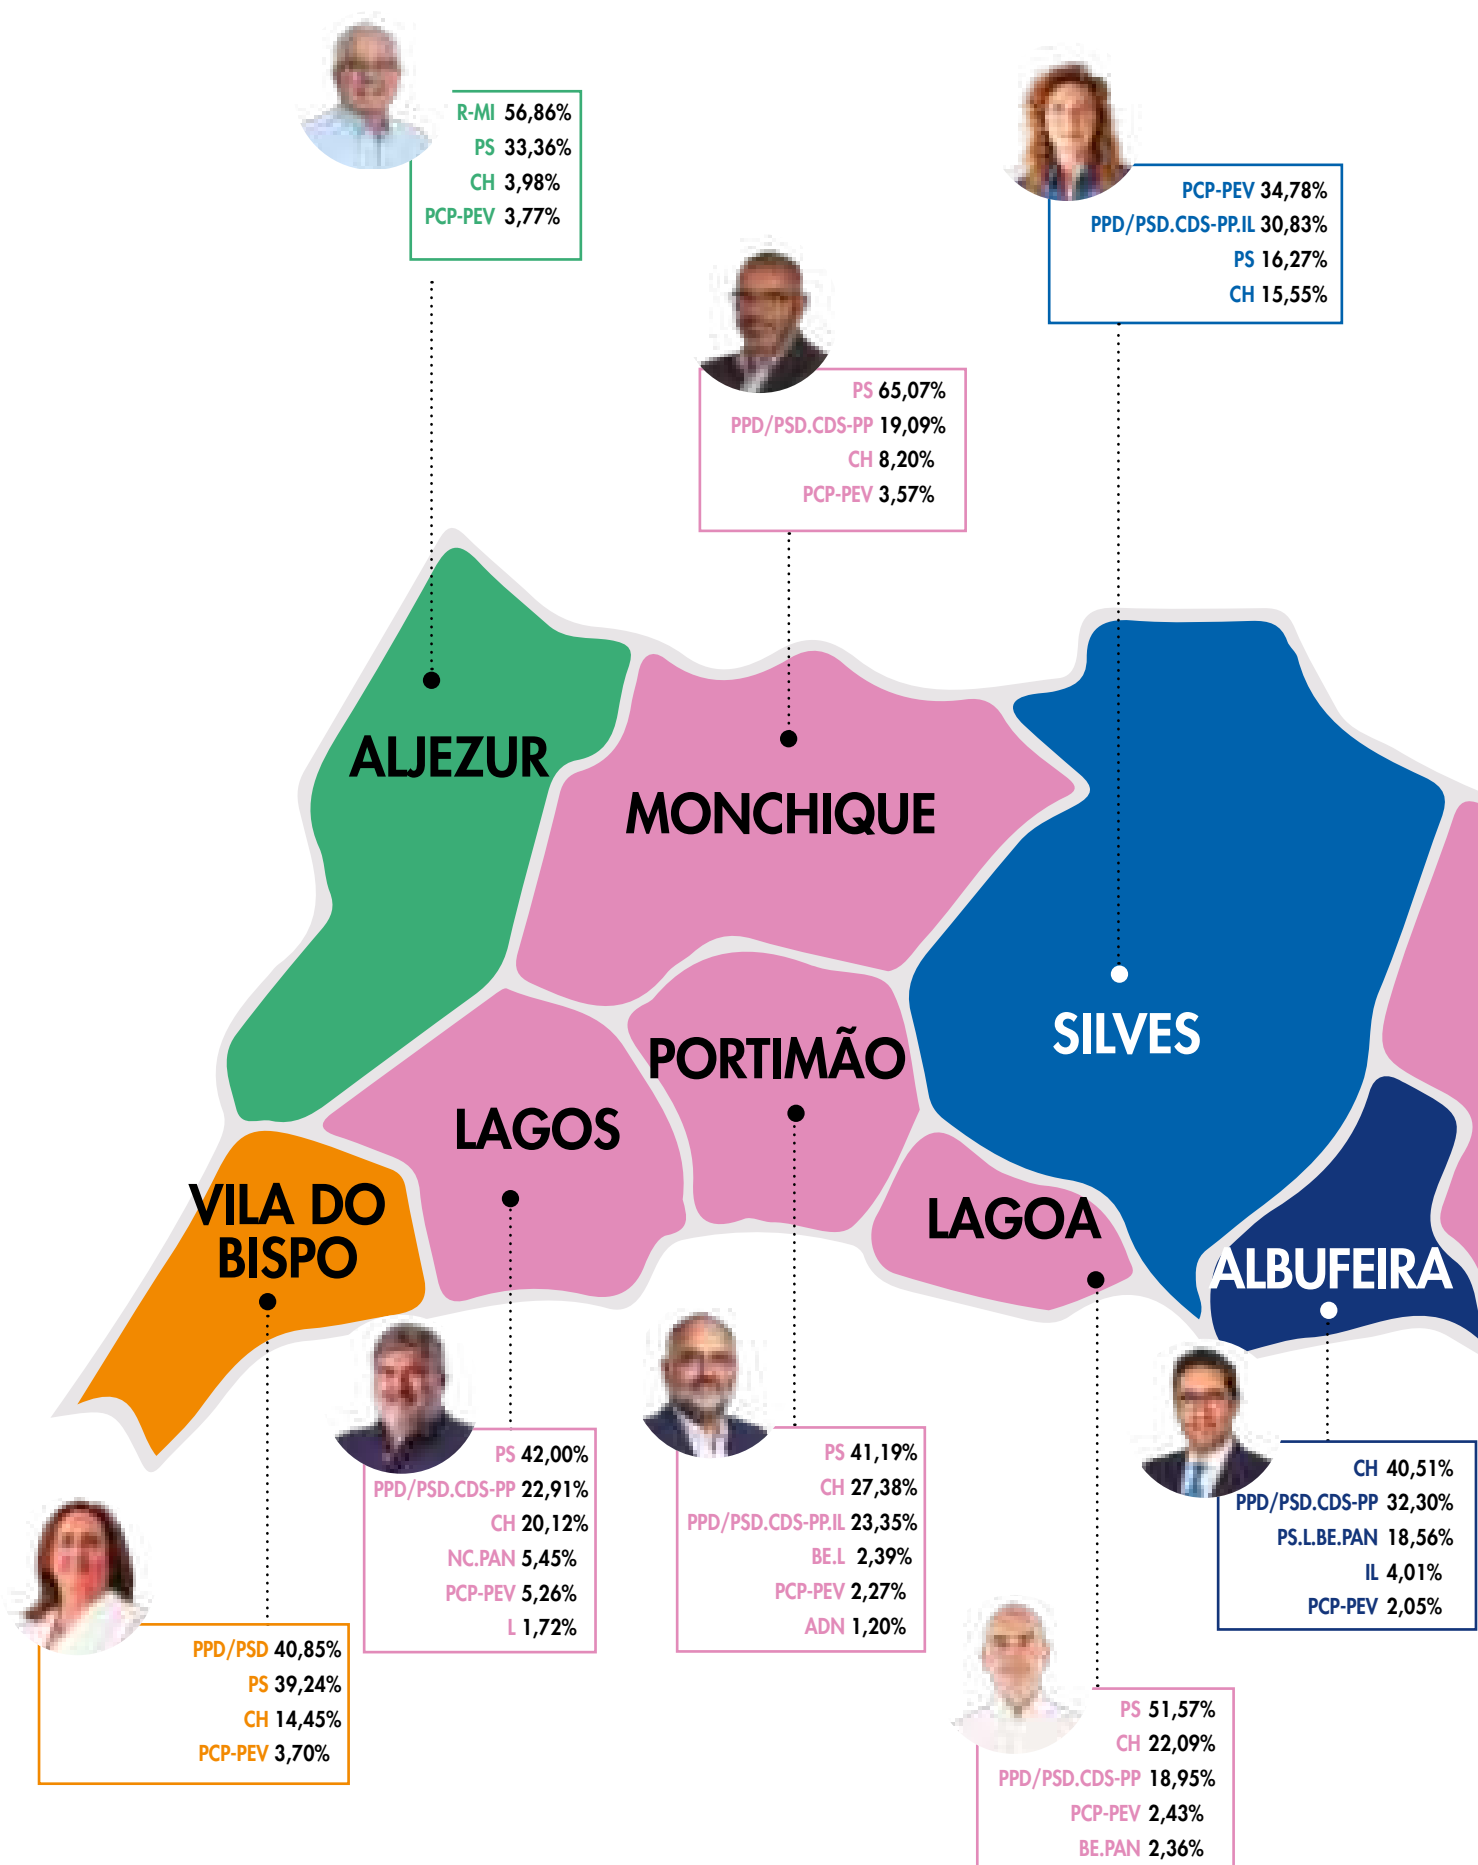 R-MI 56,86%
PS 33,36%
CH 3,98%
PCP-PEV 3,77%
PCP-PEV 34,78%
PPD/PSD.CDS-PP.IL 30,83%
PS 16,27%
CH 15,55%
PS 65,07%
PPD/PSD.CDS-PP 19,09%
CH 8,20%
PCP-PEV 3,57%
ALJEZUR
MONCHIQUE
SILVES
PORTIMÃO
LAGOS
VILA DO
BISPO
LAGOA
ALBUFEIRA
PS 42,00%
PPD/PSD.CDS-PP 22,91%
CH 20,12%
NC.PAN 5,45%
PCP-PEV 5,26%
L 1,72%
PS 41,19%
CH 27,38%
PPD/PSD.CDS-PP.IL 23,35%
BE.L 2,39%
PCP-PEV 2,27%
ADN 1,20%
CH 40,51%
PPD/PSD.CDS-PP 32,30%
PS.L.BE.PAN 18,56%
IL 4,01%
PCP-PEV 2,05%
PPD/PSD 40,85%
PS 39,24%
CH 14,45%
PCP-PEV 3,70%
PS 51,57%
CH 22,09%
PPD/PSD.CDS-PP 18,95%
PCP-PEV 2,43%
BE.PAN 2,36%